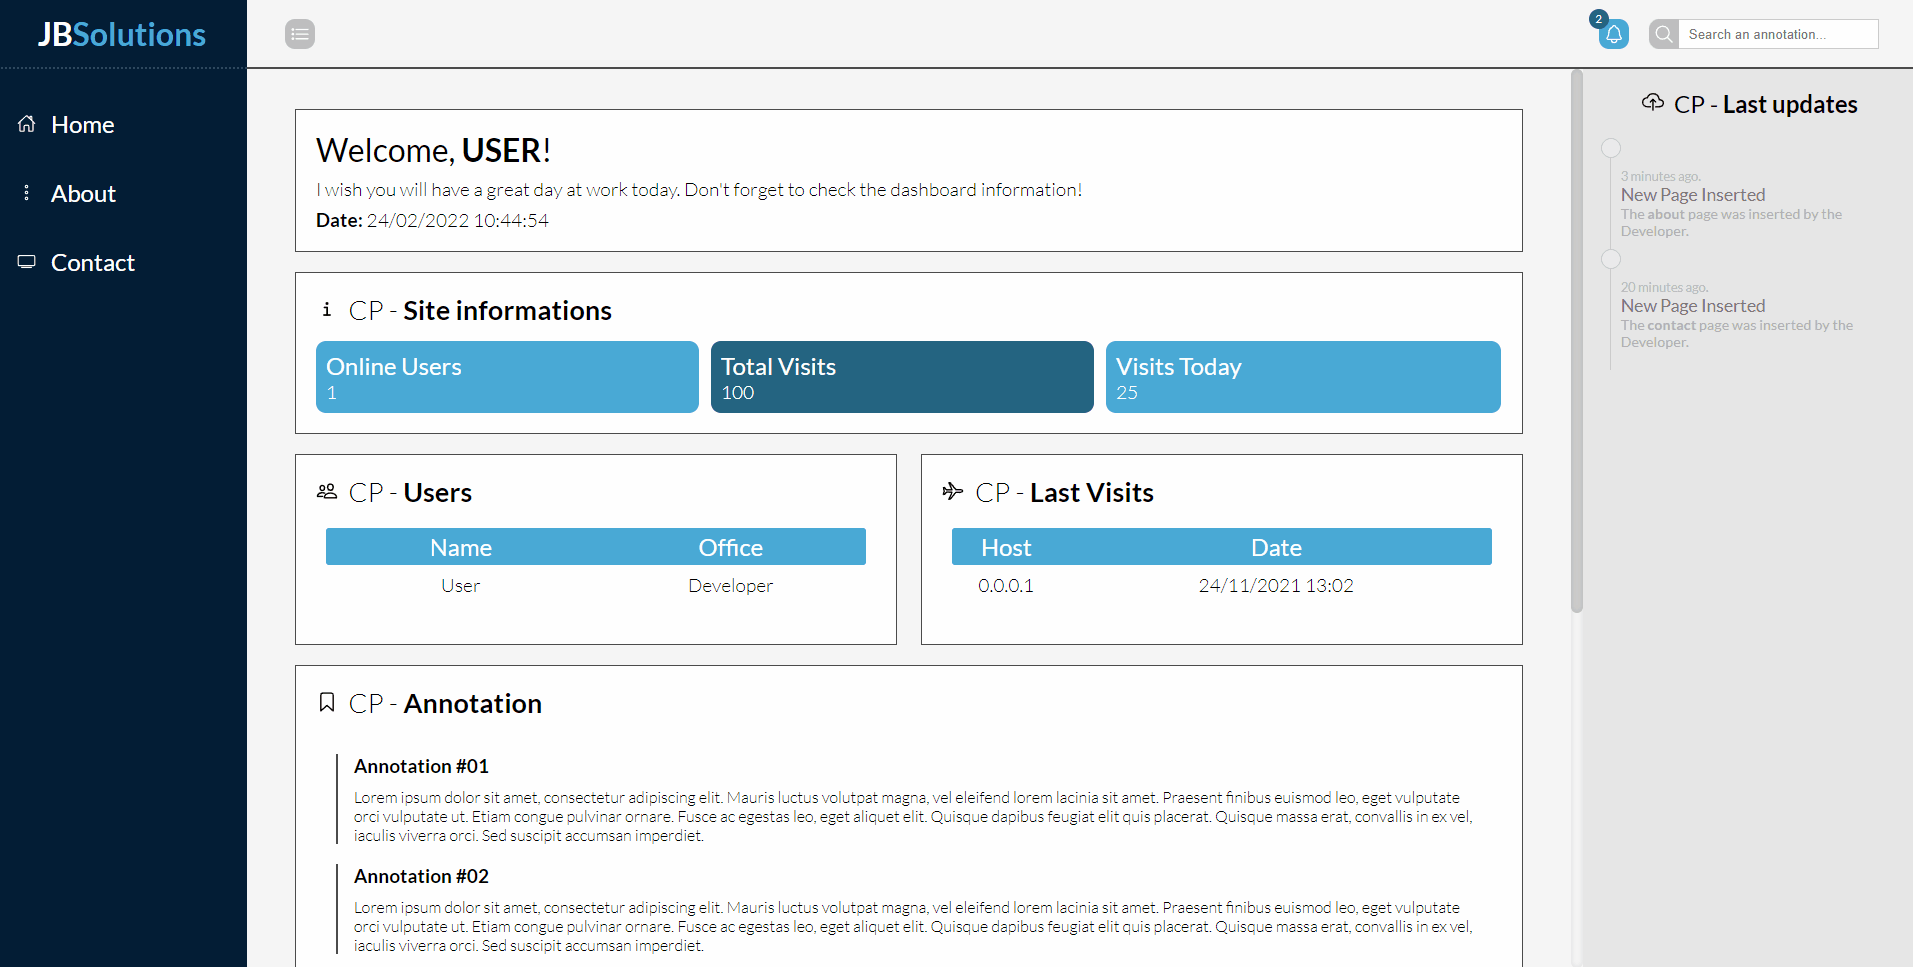 JBSolutions
2
Search an annotation...
Home
About
Contact
Welcome, USER!
I wish you will have a great day at work today. Don't forget to check the dashboard information!
Date: 24/02/2022 10:44:54
CP - Site informations
Online Users
1
Total Visits
100
Visits Today
25
CP - Users
Name Office
User Developer
CP - Last Visits
Host Date
0.0.0.1 24/11/2021 13:02
CP - Annotation
Annotation #01
Lorem ipsum dolor sit amet, consectetur adipiscing elit. Mauris luctus volutpat magna, vel eleifend lorem lacinia sit amet. Praesent finibus euismod leo, eget vulputate
orci vulputate ut. Etiam congue pulvinar ornare. Fusce ac egestas leo, eget aliquet elit. Quisque dapibus feugiat elit quis placerat. Quisque massa erat, convallis in ex vel,
iaculis viverra orci. Sed suscipit accumsan imperdiet.
Annotation #02
Lorem ipsum dolor sit amet, consectetur adipiscing elit. Mauris luctus volutpat magna, vel eleifend lorem lacinia sit amet. Praesent finibus euismod leo, eget vulputate
orci vulputate ut. Etiam congue pulvinar ornare. Fusce ac egestas leo, eget aliquet elit. Quisque dapibus feugiat elit quis placerat. Quisque massa erat, convallis in ex vel,
iaculis viverra orci. Sed suscipit accumsan imperdiet.
CP - Last updates
3 minutes ago.
New Page Inserted
The about page was inserted by the
Developer.
20 minutes ago.
New Page Inserted
The contact page was inserted by the
Developer.